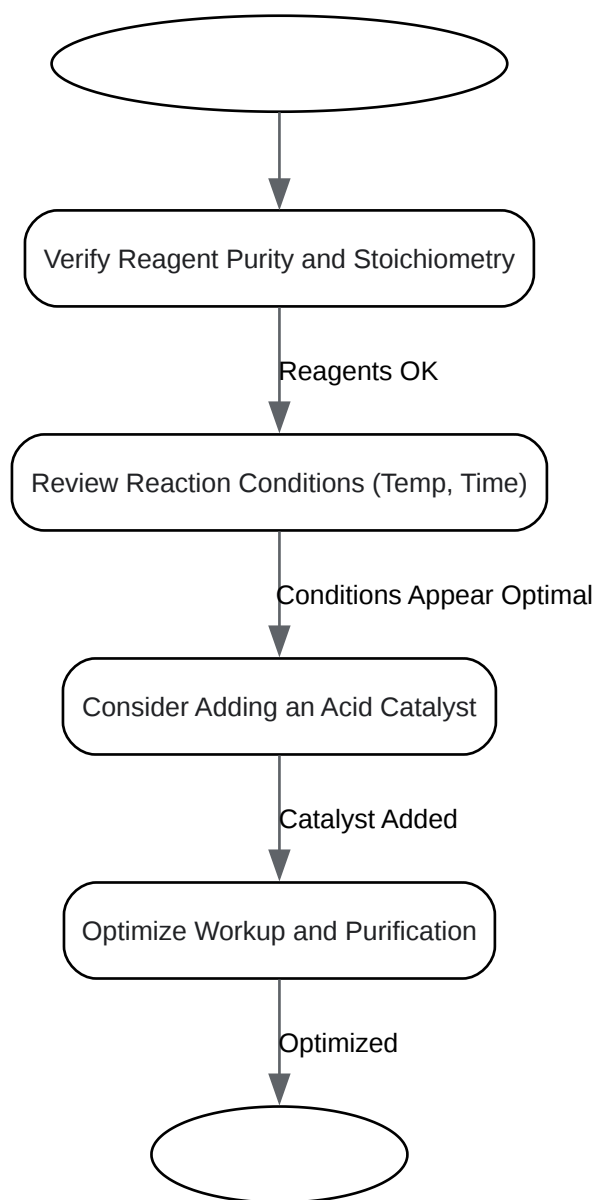 Verify Reagent Purity and Stoichiometry
Reagents OK
Review Reaction Conditions (Temp, Time)
Conditions Appear Optimal
Consider Adding an Acid Catalyst
Catalyst Added
Optimize Workup and Purification
Optimized